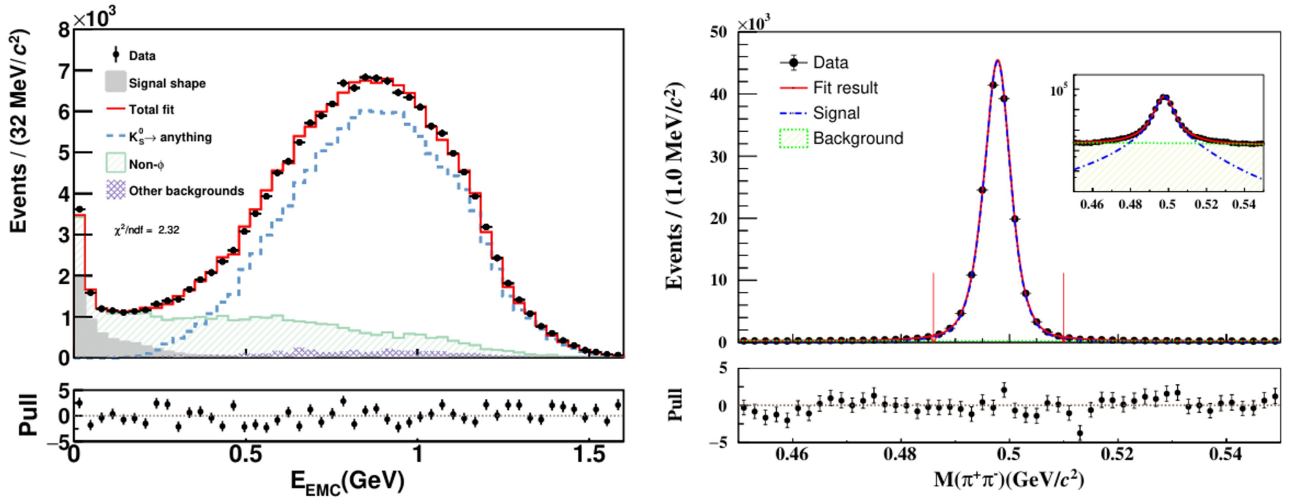 ×10³
8
7
6
5
4
3
2
1
0
Events / (32 MeV/c²)
Data
Signal shape
Total fit
K⁰_S→ anything
Non-ϕ
Other backgrounds
χ²/ndf = 2.32
5
0
−5
Pull
0 0.5 1 1.5
E_EMC(GeV)
×10³
50
40
30
20
10
0
Events / (1.0 MeV/c²)
Data
Fit result
Signal
Background
10⁵
0.46 0.48 0.5 0.52 0.54
5
0
−5
Pull
0.46 0.48 0.5 0.52 0.54
M(π⁺π⁻)(GeV/c²)